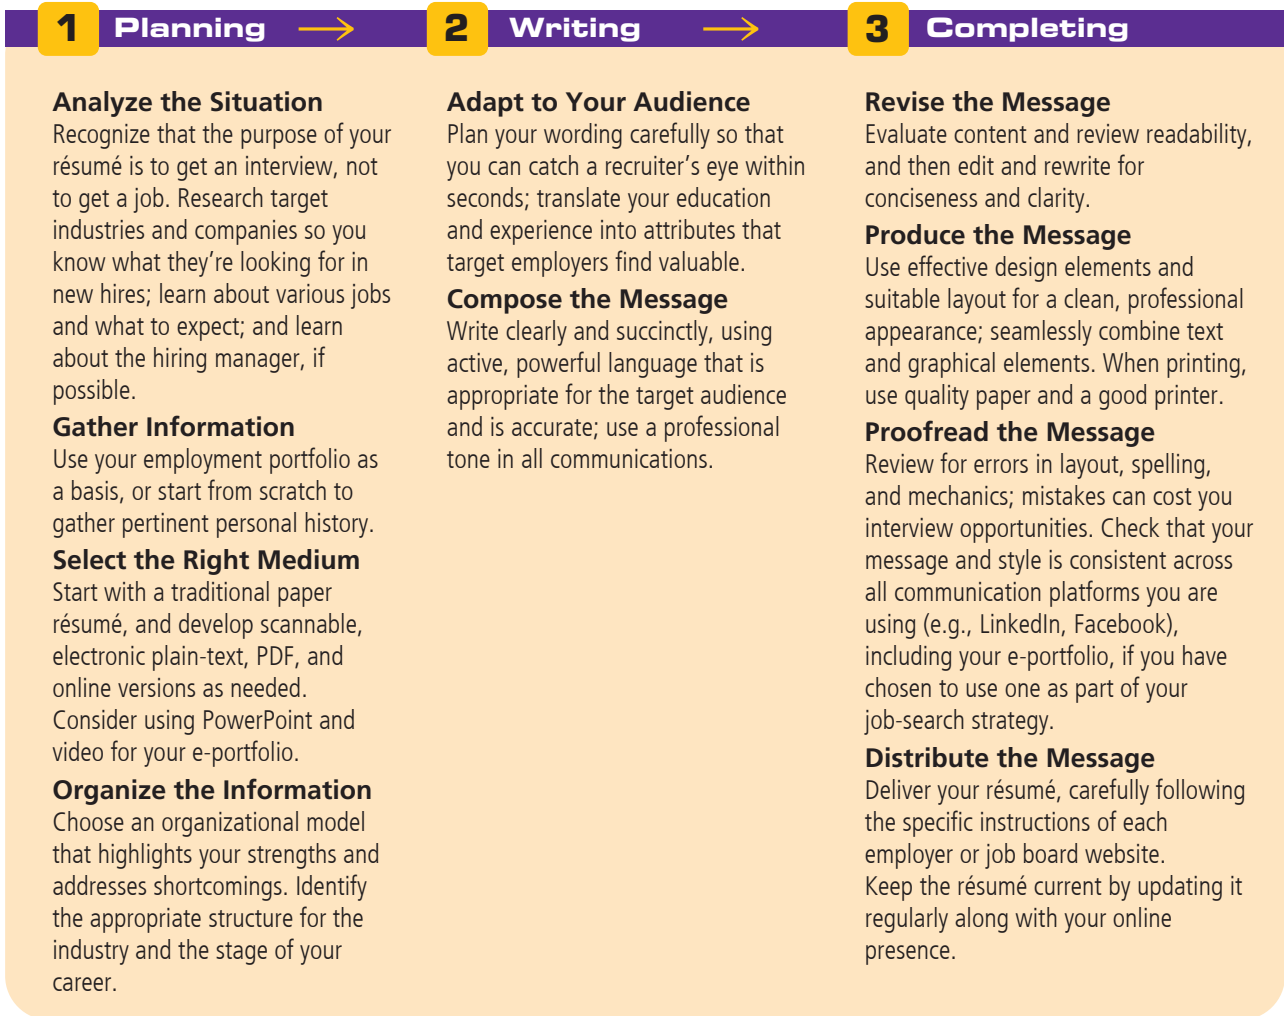 1 Planning → 2 Writing → 3 Completing
Analyze the Situation
Recognize that the purpose of your
résumé is to get an interview, not
to get a job. Research target
industries and companies so you
know what they’re looking for in
new hires; learn about various jobs
and what to expect; and learn
about the hiring manager, if
possible.
Gather Information
Use your employment portfolio as
a basis, or start from scratch to
gather pertinent personal history.
Select the Right Medium
Start with a traditional paper
résumé, and develop scannable,
electronic plain-text, PDF, and
online versions as needed.
Consider using PowerPoint and
video for your e-portfolio.
Organize the Information
Choose an organizational model
that highlights your strengths and
addresses shortcomings. Identify
the appropriate structure for the
industry and the stage of your
career.
Adapt to Your Audience
Plan your wording carefully so that
you can catch a recruiter’s eye within
seconds; translate your education
and experience into attributes that
target employers find valuable.
Compose the Message
Write clearly and succinctly, using
active, powerful language that is
appropriate for the target audience
and is accurate; use a professional
tone in all communications.
Revise the Message
Evaluate content and review readability,
and then edit and rewrite for
conciseness and clarity.
Produce the Message
Use effective design elements and
suitable layout for a clean, professional
appearance; seamlessly combine text
and graphical elements. When printing,
use quality paper and a good printer.
Proofread the Message
Review for errors in layout, spelling,
and mechanics; mistakes can cost you
interview opportunities. Check that your
message and style is consistent across
all communication platforms you are
using (e.g., LinkedIn, Facebook),
including your e-portfolio, if you have
chosen to use one as part of your
job-search strategy.
Distribute the Message
Deliver your résumé, carefully following
the specific instructions of each
employer or job board website.
Keep the résumé current by updating it
regularly along with your online
presence.